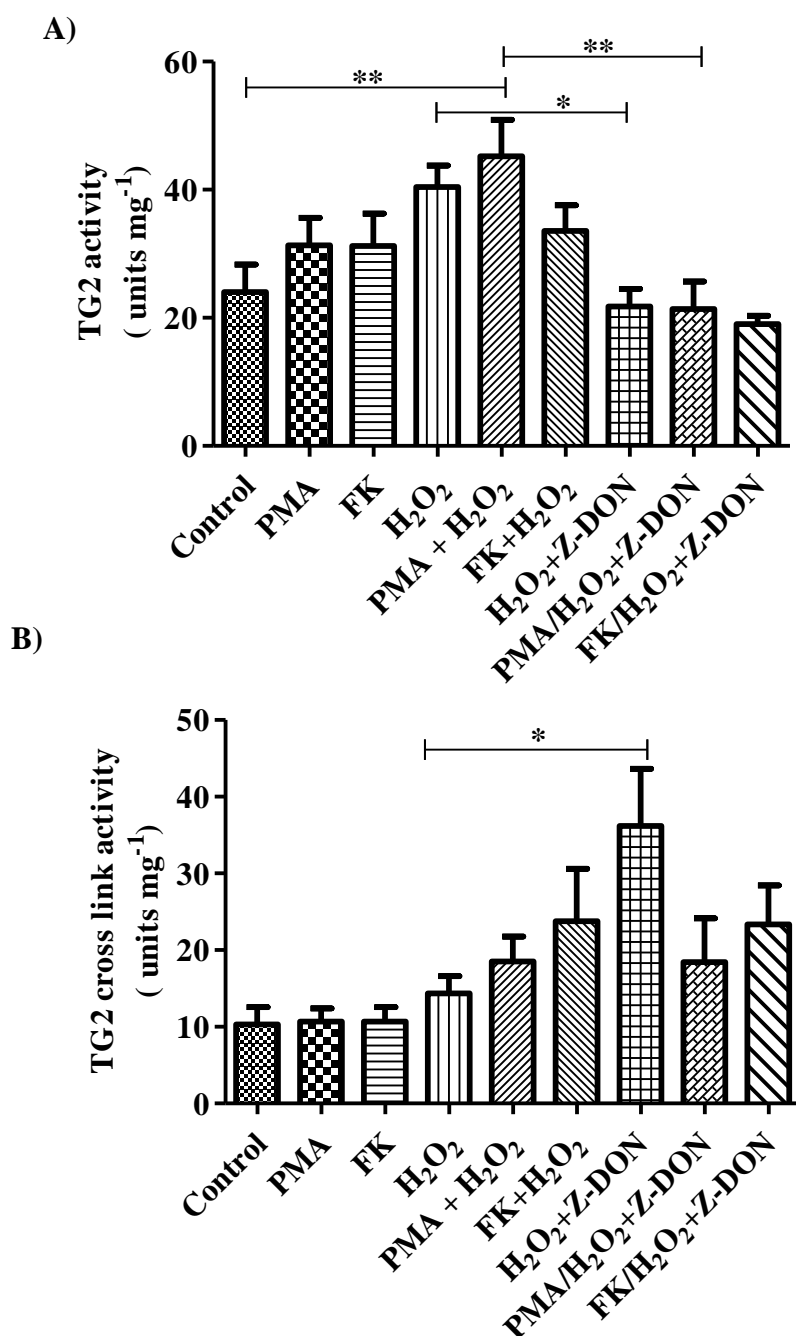 A)
**
**
*
60
40
20
0
TG2 activity
( units mg-1)
Control
PMA
FK
H2O2
PMA + H2O2
FK+H2O2
H2O2+Z-DON
PMA/H2O2+Z-DON
FK/H2O2+Z-DON
B)
*
50
40
30
20
10
0
TG2 cross link activity
( units mg-1)
Control
PMA
FK
H2O2
PMA + H2O2
FK+H2O2
H2O2+Z-DON
PMA/H2O2+Z-DON
FK/H2O2+Z-DON